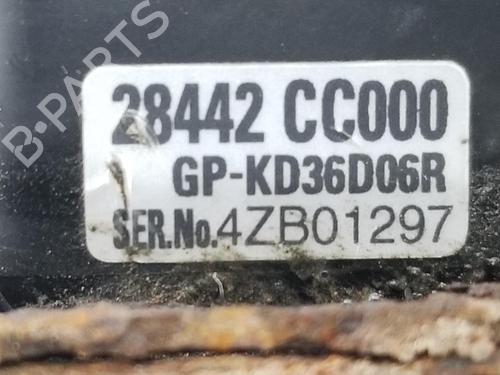 B-PARTS
28442 CC000
GP-KD36D06R
SER.No.4ZB01297